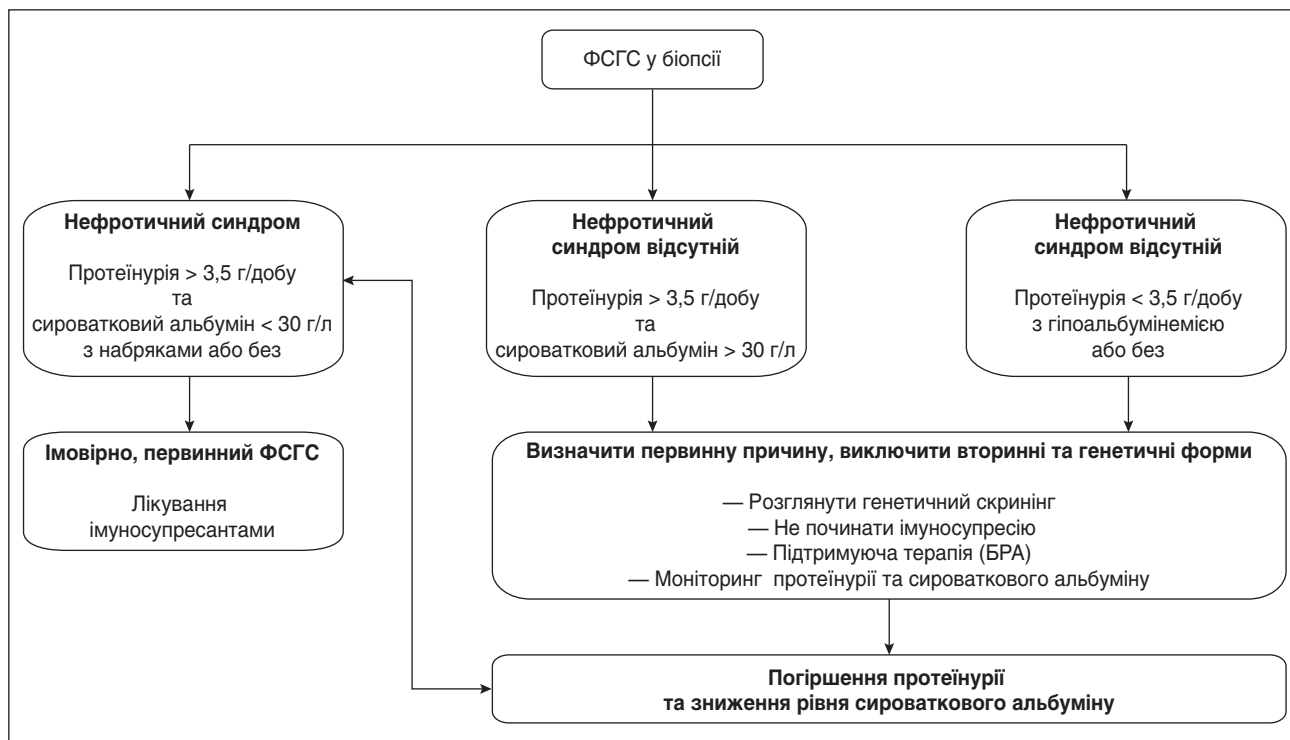 ФСГС у біопсії
Нефротичний синдром
Протеїнурія > 3,5 г/добу
та
сироватковий альбумін < 30 г/л
з набряками або без
Нефротичний
синдром відсутній
Протеїнурія > 3,5 г/добу
та
сироватковий альбумін > 30 г/л
Нефротичний
синдром відсутній
Протеїнурія < 3,5 г/добу
з гіпоальбумінемією
або без
Імовірно, первинний ФСГС
Лікування
імуносупресантами
Визначити первинну причину, виключити вторинні та генетичні форми
— Розглянути генетичний скринінг
— Не починати імуносупресію
— Підтримуюча терапія (БРА)
— Моніторинг протеїнурії та сироваткового альбуміну
Погіршення протеїнурії
та зниження рівня сироваткового альбуміну